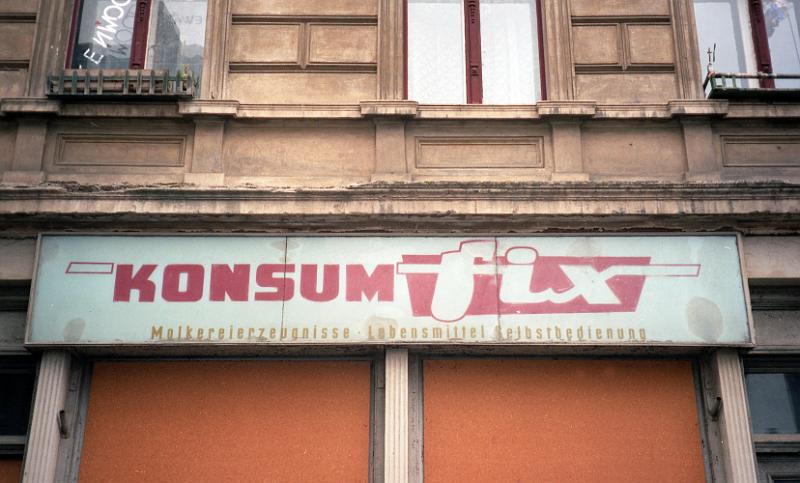 KONSUM fix
Molkereierzeugnisse · Lebensmittel Selbstbedienung